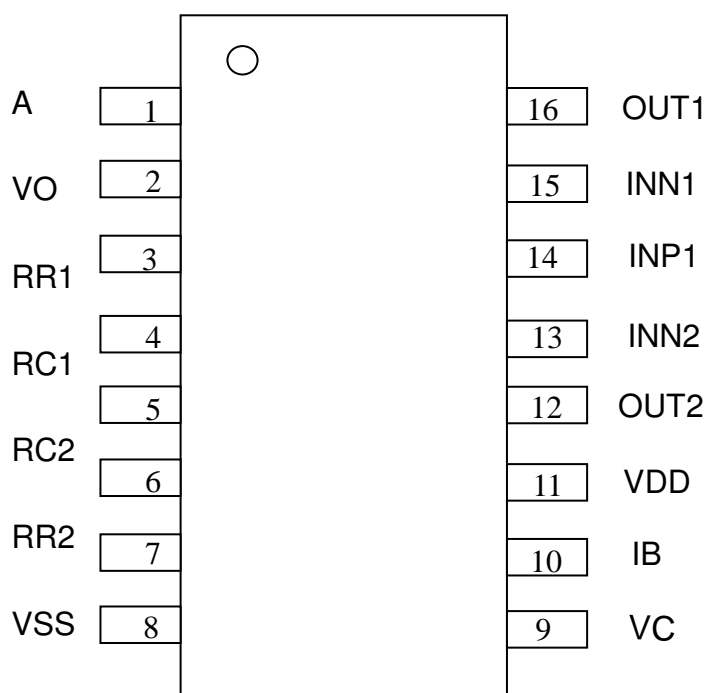 A 1 16 OUT1
VO 2 15 INN1
RR1 3 14 INP1
RC1 4 13 INN2
5 12 OUT2
RC2 6 11 VDD
RR2 7 10 IB
VSS 8 9 VC